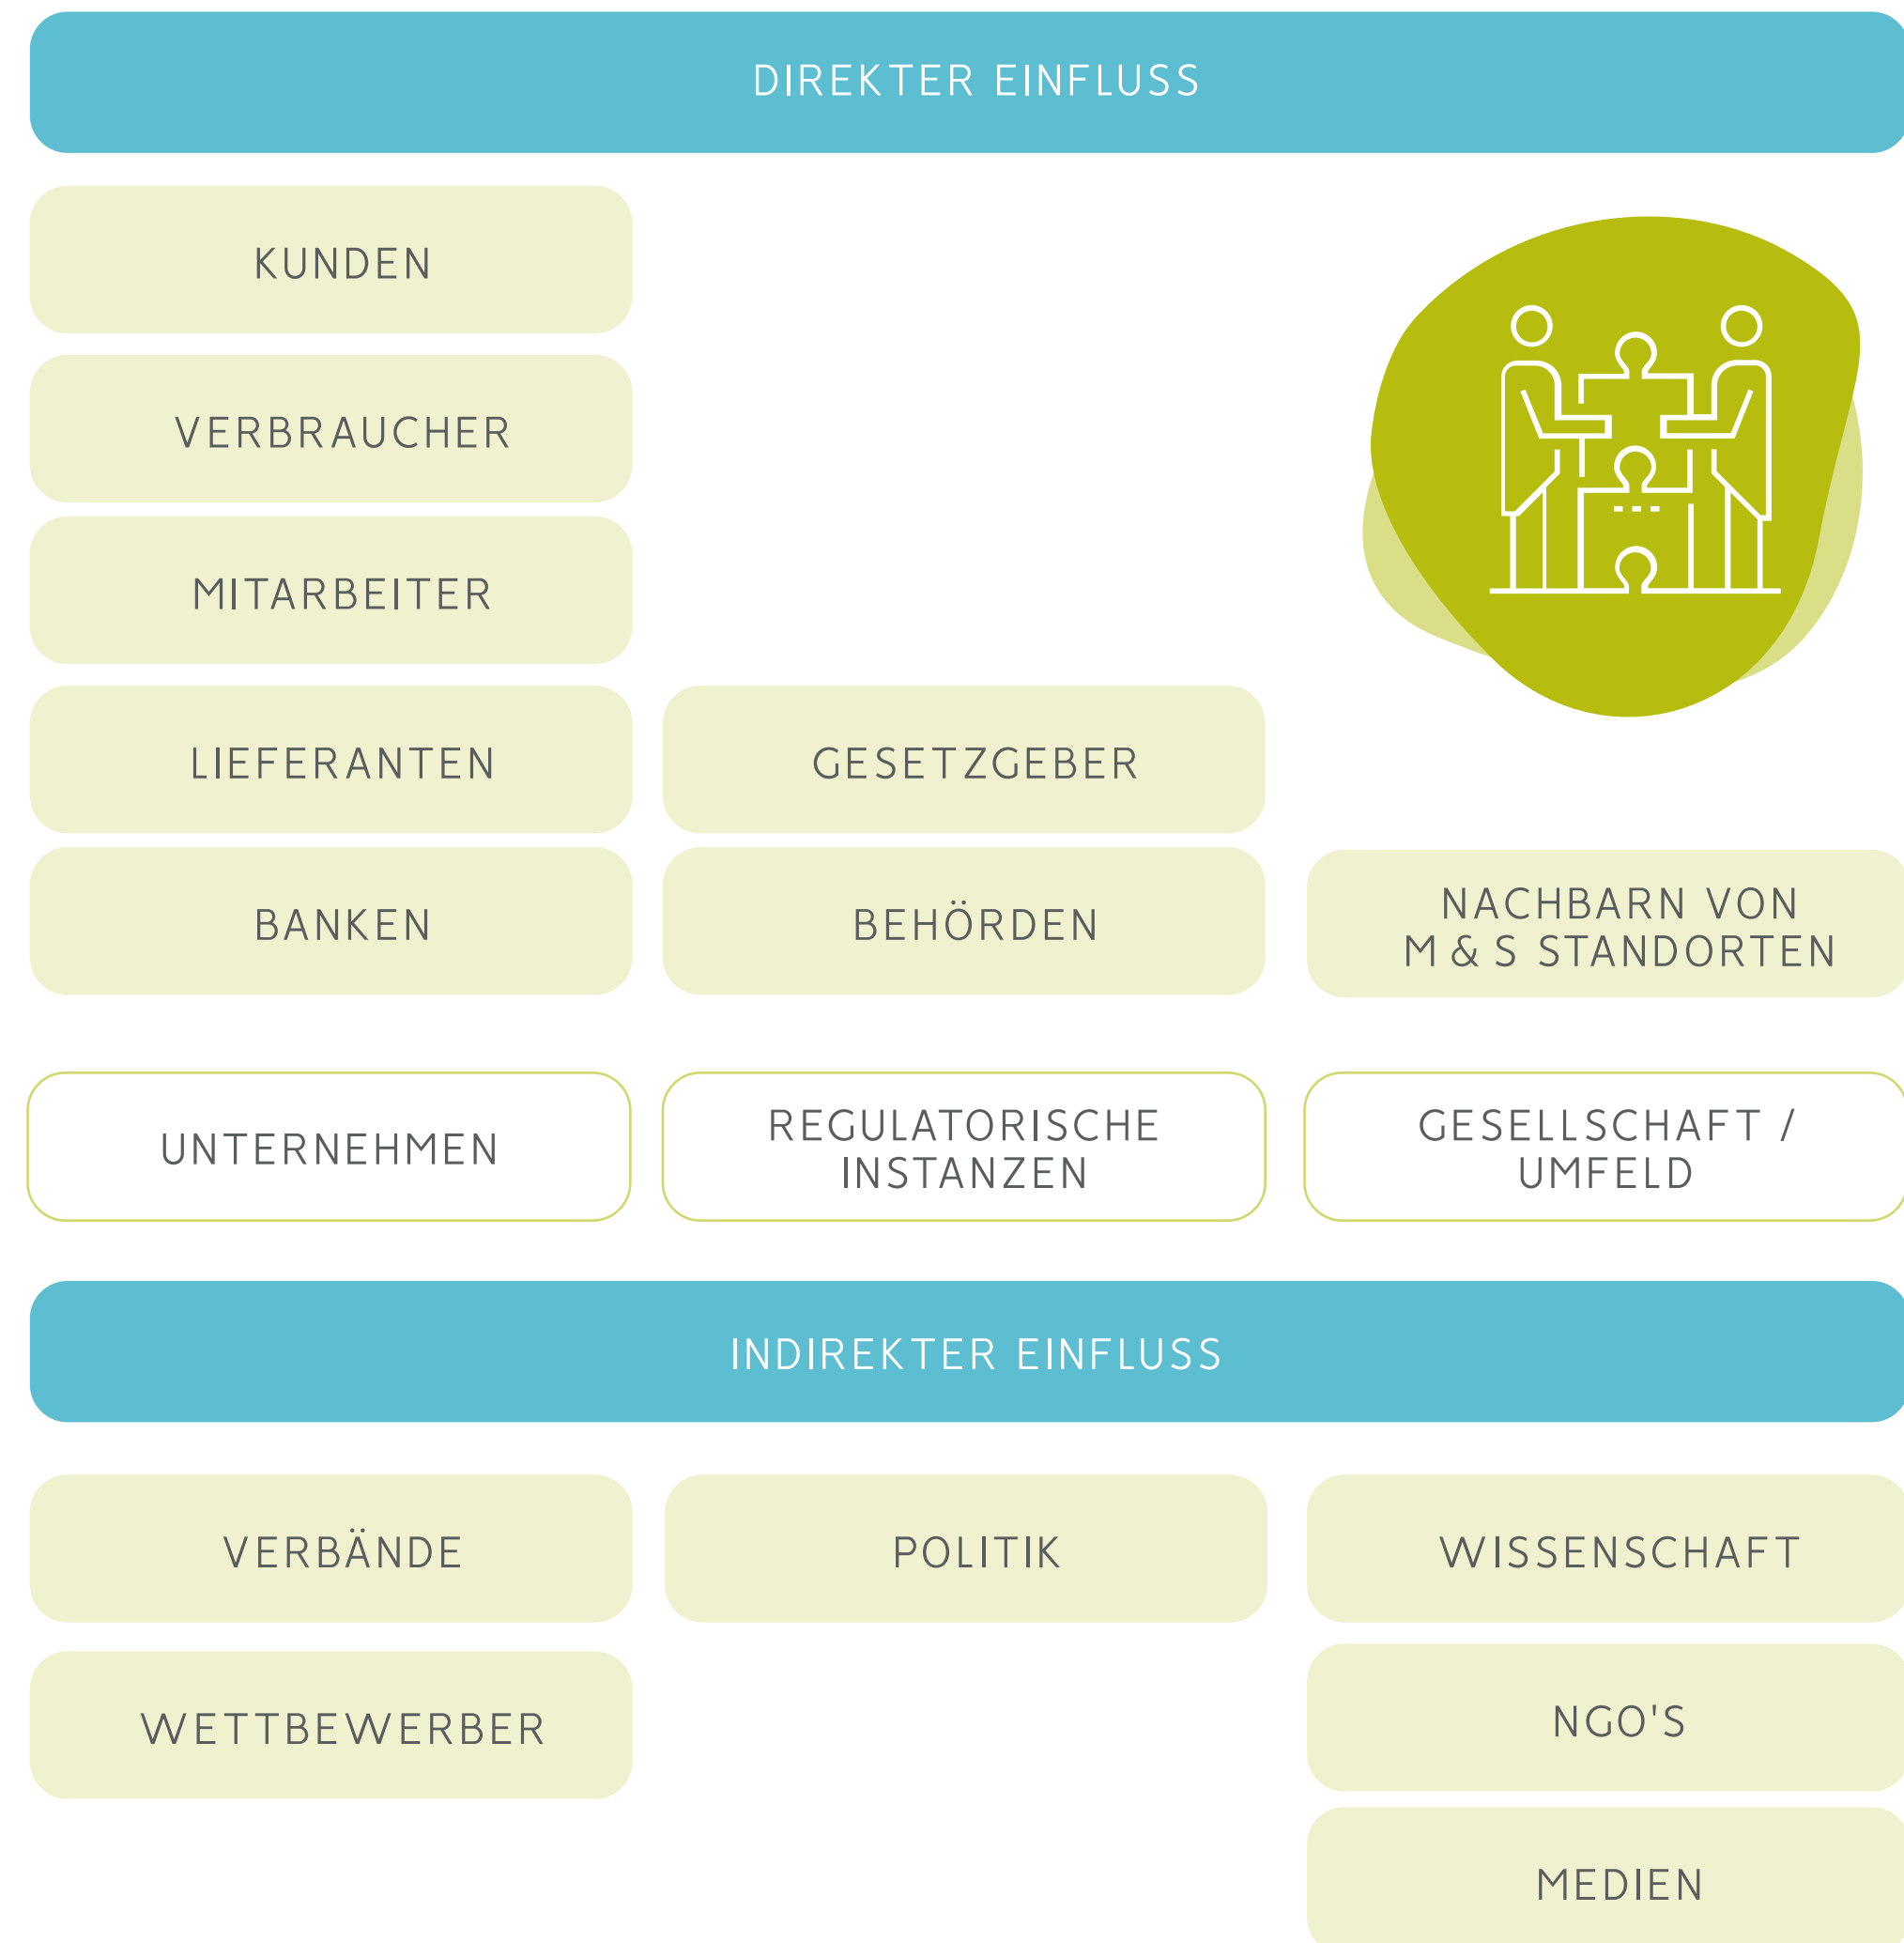 DIREKTER EINFLUSS
KUNDEN
VERBRAUCHER
MITARBEITER
LIEFERANTEN
GESETZGEBER
BANKEN
BEHÖRDEN
NACHBARN VON
M & S STANDORTEN
UNTERNEHMEN
REGULATORISCHE
INSTANZEN
GESELLSCHAFT /
UMFELD
INDIREKTER EINFLUSS
VERBÄNDE
POLITIK
WISSENSCHAFT
WETTBEWERBER
NGO'S
MEDIEN